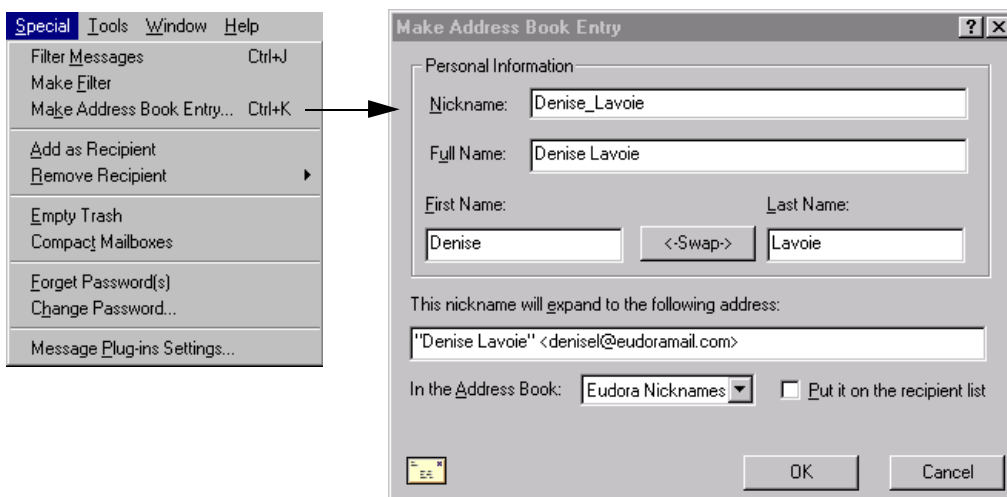 Special Tools Window Help
Filter Messages Ctrl+J
Make Filter
Make Address Book Entry... Ctrl+K
Add as Recipient
Remove Recipient
Empty Trash
Compact Mailboxes
Forget Password(s)
Change Password...
Message Plug-ins Settings...
Make Address Book Entry
Personal Information
Nickname: Denise_Lavoie
Full Name: Denise Lavoie
First Name: Last Name:
Denise <-Swap-> Lavoie
This nickname will expand to the following address:
"Denise Lavoie" <denisel@eudoramail.com>
In the Address Book: Eudora Nicknames Put it on the recipient list
OK Cancel